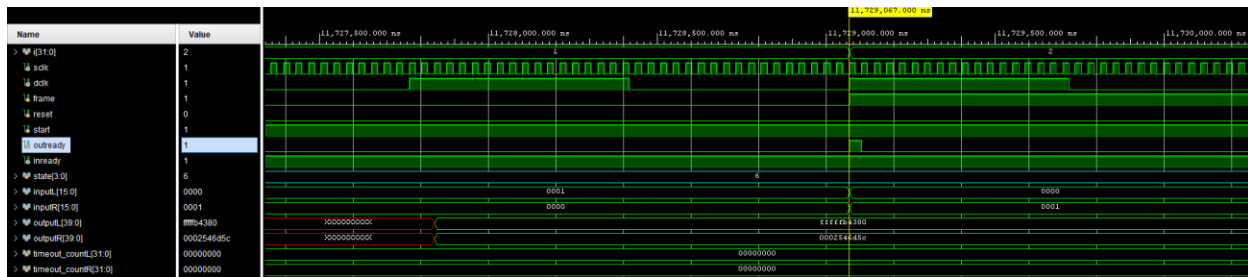 11,729,067.000 ns
Name Value 11,727,500.000 ns 11,728,000.000 ns 11,728,500.000 ns 11,729,000.000 ns 11,729,500.000 ns 11,730,000.000 ns
i[31:0] 2 1 2
sclk 1
dclk 1
frame 1
reset 0
start 1
outready 1
inready 1
state[3:0] 6 6
inputL[15:0] 0000 0001 0000
inputR[15:0] 0001 0000 0001
outputL[39:0] fffffb4380 XXXXXXXXXX fffffb4380
outputR[39:0] 0002546d5c XXXXXXXXXX 0002546d5c
timeout_countL[31:0] 00000000 00000000
timeout_countR[31:0] 00000000 00000000